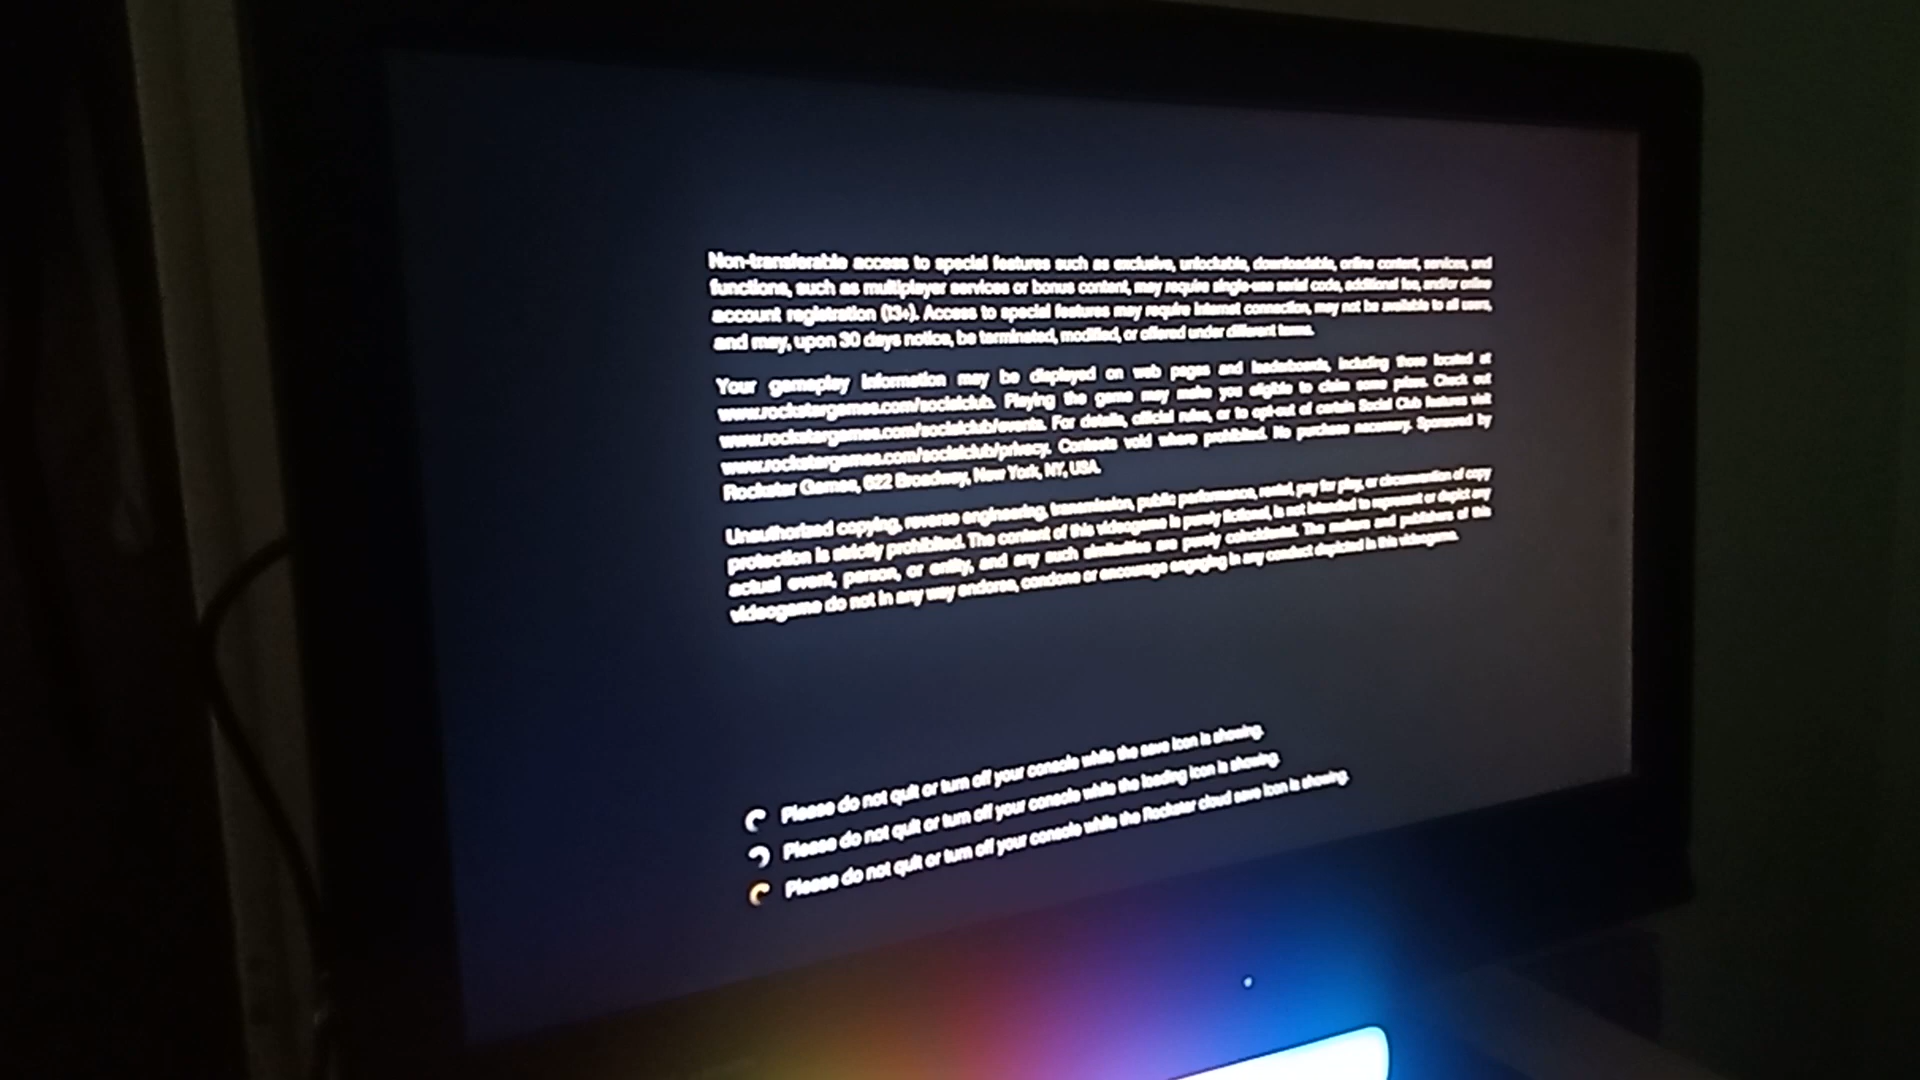 Non-transferable access to special features such as exclusive, unlockable, downloadable, online content, services, and
functions, such as multiplayer services or bonus content, may require single-use serial code, additional fee, and/or online
account registration (13+). Access to special features may require internet connection, may not be available to all users,
and may, upon 30 days notice, be terminated, modified, or offered under different terms.
Your gameplay information may be displayed on web pages and leaderboards, including those located at
www.rockstargames.com/socialclub. Playing the game may make you eligible to claim some prizes. Check out
www.rockstargames.com/socialclub/events. For details, official rules, or to opt-out of certain Social Club features visit
www.rockstargames.com/socialclub/privacy. Contests void where prohibited. No purchase necessary. Sponsored by
Rockstar Games, 622 Broadway, New York, NY, USA.
Unauthorized copying, reverse engineering, transmission, public performance, rental, pay for play, or circumvention of copy
protection is strictly prohibited. The content of this videogame is purely fictional, is not intended to represent or depict any
actual event, person, or entity, and any such similarities are purely coincidental. The makers and publishers of this
videogame do not in any way endorse, condone or encourage engaging in any conduct depicted in this videogame.
Please do not quit or turn off your console while the save icon is showing.
Please do not quit or turn off your console while the loading icon is showing.
Please do not quit or turn off your console while the Rockstar cloud save icon is showing.